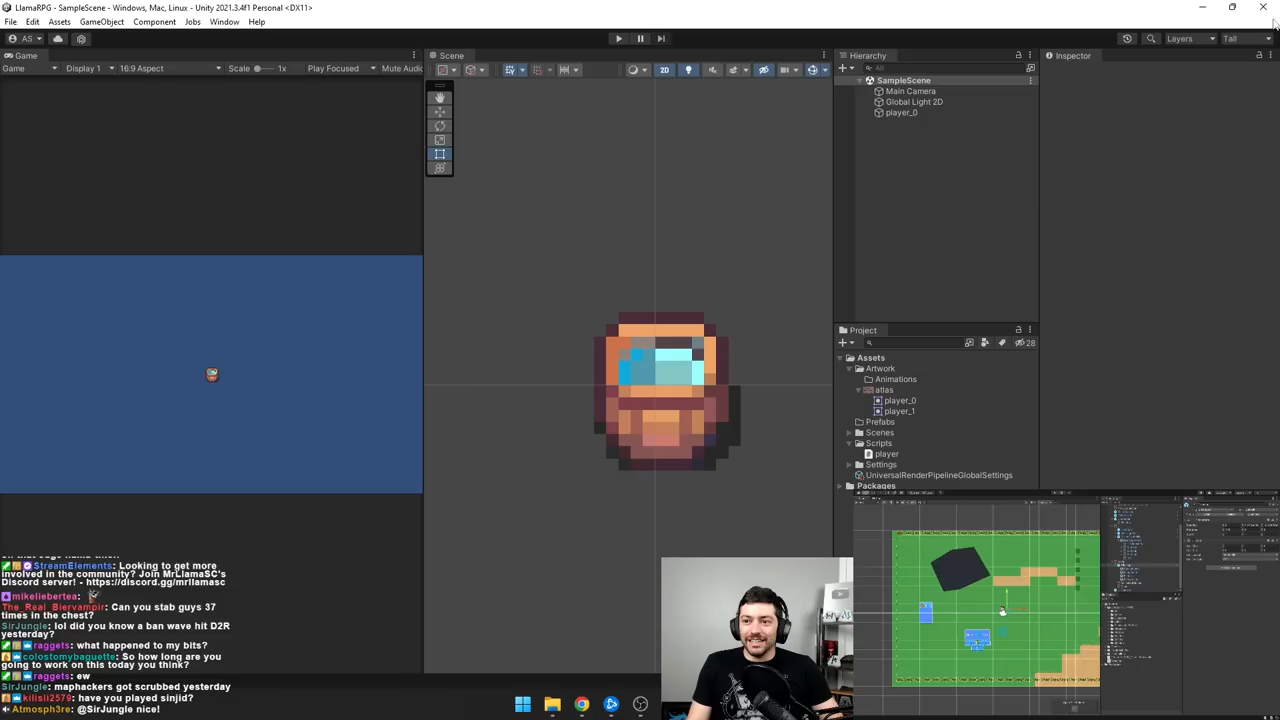 LlamaRPG - SampleScene - Windows, Mac, Linux - Unity 2021.3.4f1 Personal <DX11>
File Edit Assets GameObject Component Jobs Window Help
AS
Layers
Tall
Game
Game Display 1 16:9 Aspect Scale 1x Play Focused Mute Audio
Scene
2D
Hierarchy
All
SampleScene
Main Camera
Global Light 2D
player_0
Inspector
Project
28
Assets
Artwork
Animations
atlas
player_0
player_1
Prefabs
Scenes
Scripts
player
Settings
UniversalRenderPipelineGlobalSettings
Packages
StreamElements: Looking to get more
involved in the community? Join MrLlamaSC's
Discord server! - https://discord.gg/mrllamasc
mikeliebertea:
The_Real_Biervampir: Can you stab guys 37
times in the chest?
SirJungle: lol did you know a ban wave hit D2R
yesterday?
raggets: what happened to my bits?
colostomybaguette: So how long are you
going to work on this today you think?
raggets: ew
SirJungle: maphackers got scrubbed yesterday
kilisli2579: have you played sinjid?
Atmosph3re: @SirJungle nice!